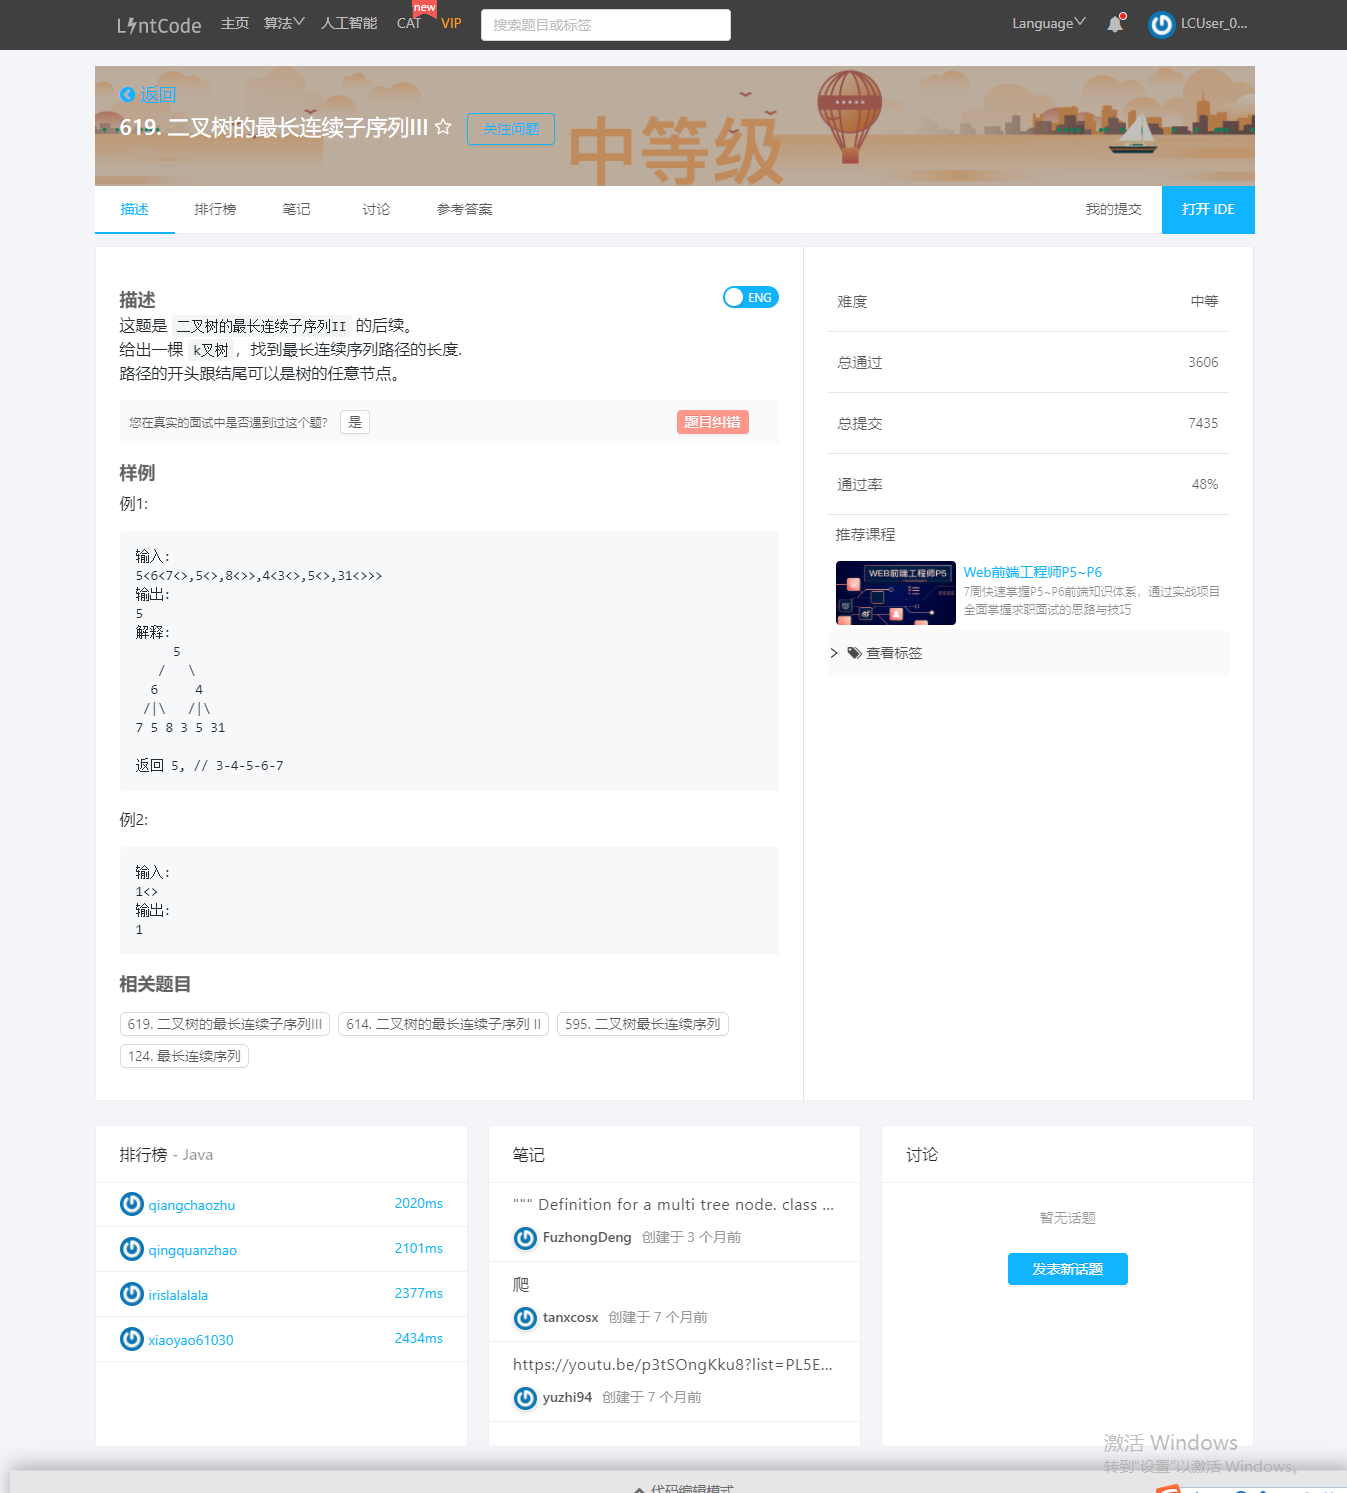 LintCode 主页 算法 人工智能 CAT new VIP 搜索题目或标签 Language LCUser_0...
返回
619. 二叉树的最长连续子序列III 关注问题
中等级
描述 排行榜 笔记 讨论 参考答案 我的提交 打开 IDE
描述
ENG
这题是 二叉树的最长连续子序列II 的后续。
给出一棵 k叉树，找到最长连续序列路径的长度.
路径的开头跟结尾可以是树的任意节点。
您在真实的面试中是否遇到过这个题？ 是 题目纠错
样例
例1:
输入:
5<6<7<>,5<>,8<>>,4<3<>,5<>,31<>>>
输出:
5
解释:
5
/ \
6 4
/|\ /|\
7 5 8 3 5 31
返回 5, // 3-4-5-6-7
例2:
输入:
1<>
输出:
1
相关题目
619. 二叉树的最长连续子序列III 614. 二叉树的最长连续子序列 II 595. 二叉树最长连续序列
124. 最长连续序列
难度 中等
总通过 3606
总提交 7435
通过率 48%
推荐课程
WEB前端工程师P5
Web前端工程师P5~P6
7周快速掌握P5~P6前端知识体系，通过实战项目
全面掌握求职面试的思路与技巧
查看标签
排行榜 - Java
qiangchaozhu 2020ms
qingquanzhao 2101ms
irislalalala 2377ms
xiaoyao61030 2434ms
笔记
""" Definition for a multi tree node. class ...
FuzhongDeng 创建于 3 个月前
爬
tanxcosx 创建于 7 个月前
https://youtu.be/p3tSOngKku8?list=PL5E...
yuzhi94 创建于 7 个月前
讨论
暂无话题
发表新话题
激活 Windows
转到"设置"以激活 Windows。
代码编辑模式